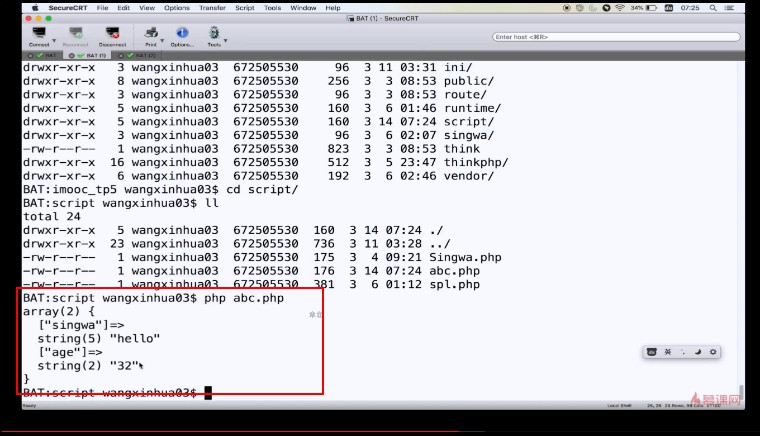 SecureCRT File Edit View Options Transfer Script Tools Window Help 34% 07:25
BAT (1) - SecureCRT
Connect Reconnect Disconnect Print Options... Tools Enter host <⌘R>
BAT BAT (1) BAT (2)
drwxr-xr-x 3 wangxinhua03 672505530 96 3 11 03:31 ini/
drwxr-xr-x 8 wangxinhua03 672505530 256 3 3 08:53 public/
drwxr-xr-x 3 wangxinhua03 672505530 96 3 3 08:53 route/
drwxr-xr-x 5 wangxinhua03 672505530 160 3 6 01:46 runtime/
drwxr-xr-x 5 wangxinhua03 672505530 160 3 14 07:24 script/
drwxr-xr-x 3 wangxinhua03 672505530 96 3 6 02:07 singwa/
-rw-r--r-- 1 wangxinhua03 672505530 823 3 3 08:53 think
drwxr-xr-x 16 wangxinhua03 672505530 512 3 5 23:47 thinkphp/
drwxr-xr-x 6 wangxinhua03 672505530 192 3 6 02:46 vendor/
BAT:imooc_tp5 wangxinhua03$ cd script/
BAT:script wangxinhua03$ ll
total 24
drwxr-xr-x 5 wangxinhua03 672505530 160 3 14 07:24 ./
drwxr-xr-x 23 wangxinhua03 672505530 736 3 11 03:28 ../
-rw-r--r-- 1 wangxinhua03 672505530 175 3 4 09:21 Singwa.php
-rw-r--r-- 1 wangxinhua03 672505530 176 3 14 07:24 abc.php
-rw-r--r-- 1 wangxinhua03 672505530 381 3 6 01:12 spl.php
BAT:script wangxinhua03$ php abc.php
array(2) {
["singwa"]=>
string(5) "hello"
["age"]=>
string(2) "32"
}
BAT:script wangxinhua03$
Ready Local Shell
慕课网